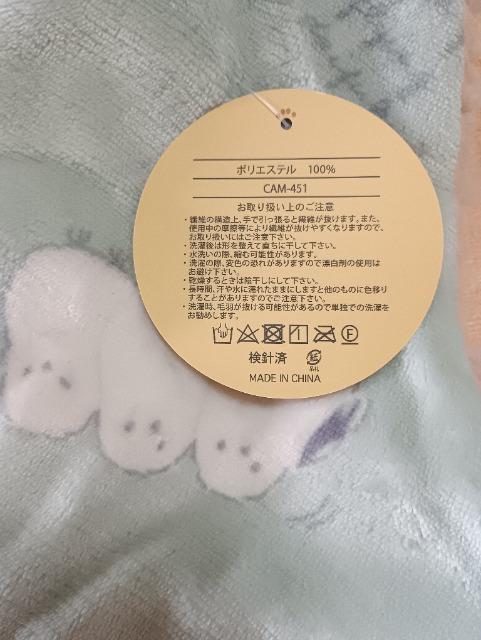 ポリエステル 100%
CAM-451
お取り扱い上のご注意
・繊維の構造上、手で引っ張ると繊維が抜けます。また、
使用中の摩擦等により繊維が抜けやすくなりますので、
お取り扱いにはご注意下さい。
・洗濯後は形を整えて直ちに干して下さい。
・水洗いの際、縮む可能性があります。
・洗濯の際、変色の恐れがありますので漂白剤の使用は
お避け下さい。
・乾燥するときは陰干しにして下さい。
・長時間、汗や水に濡れたままにしますと他のものに色移り
することがありますのでご注意下さい。
・洗濯時、毛羽が抜ける可能性があるので単独での洗濯を
お勧めします。
F
検針済 紙
MADE IN CHINA